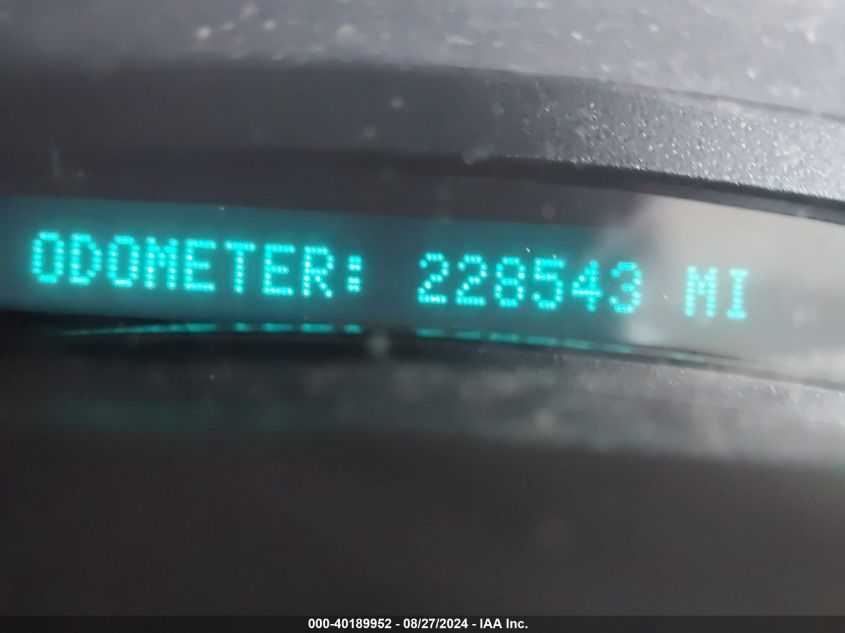 ODOMETER: 228543 MI
000-40189952 - 08/27/2024 - IAA Inc.